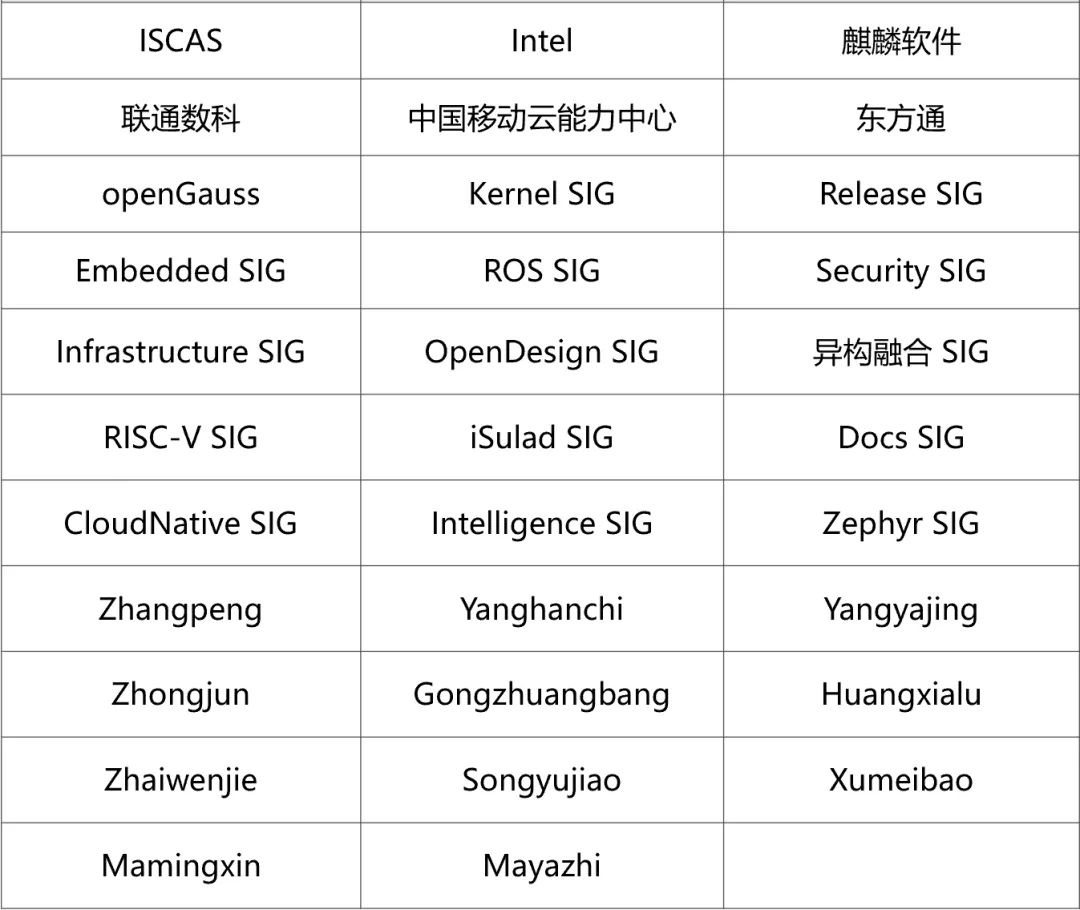 ISCAS Intel 麒麟软件
联通数科 中国移动云能力中心 东方通
openGauss Kernel SIG Release SIG
Embedded SIG ROS SIG Security SIG
Infrastructure SIG OpenDesign SIG 异构融合 SIG
RISC-V SIG iSulad SIG Docs SIG
CloudNative SIG Intelligence SIG Zephyr SIG
Zhangpeng Yanghanchi Yangyajing
Zhongjun Gongzhuangbang Huangxialu
Zhaiwenjie Songyujiao Xumeibao
Mamingxin Mayazhi